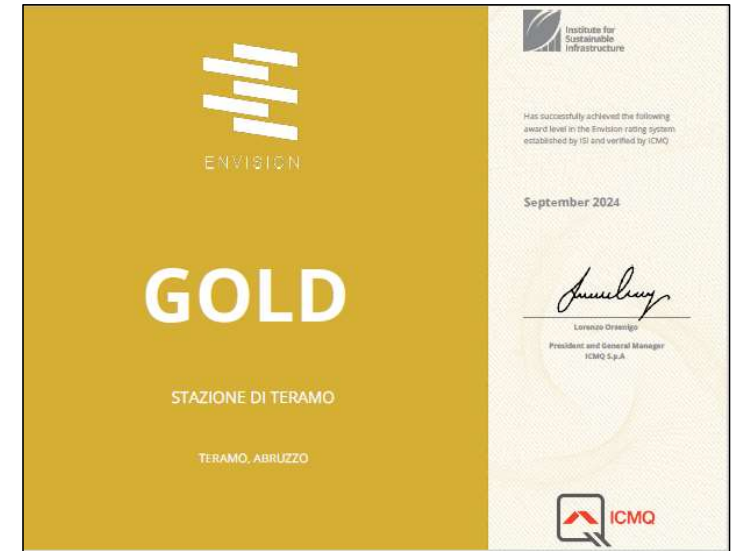 ENVISION
GOLD
STAZIONE DI TERAMO
TERAMO, ABRUZZO
Institute for
Sustainable
Infrastructure
Has successfully achieved the following
award level in the Envision rating system
established by ISI and verified by ICMQ
September 2024
Lorenzo Orsenigo
President and General Manager
ICMQ S.p.A
ICMQ